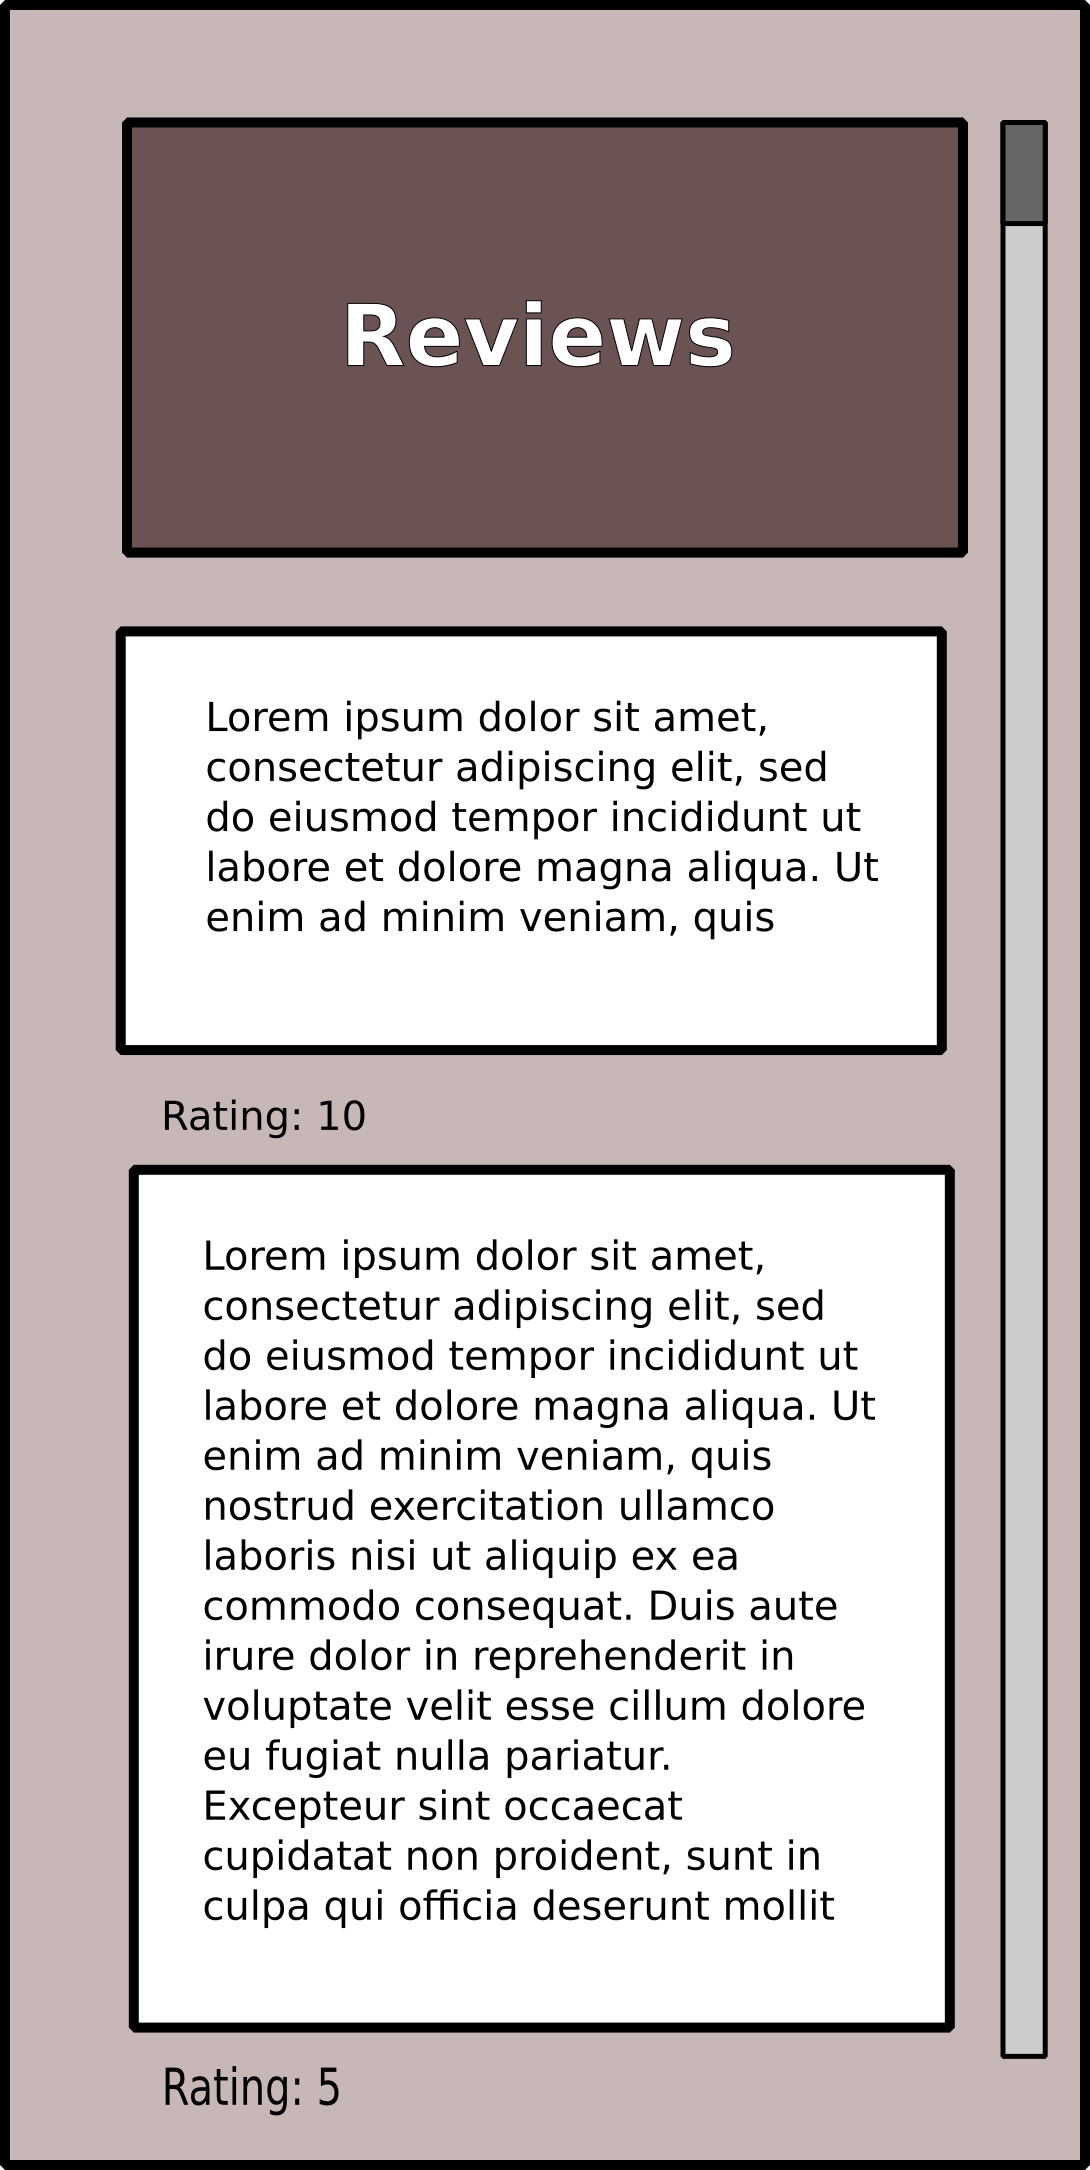 Reviews
Lorem ipsum dolor sit amet,
consectetur adipiscing elit, sed
do eiusmod tempor incididunt ut
labore et dolore magna aliqua. Ut
enim ad minim veniam, quis
Rating: 10
Lorem ipsum dolor sit amet,
consectetur adipiscing elit, sed
do eiusmod tempor incididunt ut
labore et dolore magna aliqua. Ut
enim ad minim veniam, quis
nostrud exercitation ullamco
laboris nisi ut aliquip ex ea
commodo consequat. Duis aute
irure dolor in reprehenderit in
voluptate velit esse cillum dolore
eu fugiat nulla pariatur.
Excepteur sint occaecat
cupidatat non proident, sunt in
culpa qui officia deserunt mollit
Rating: 5